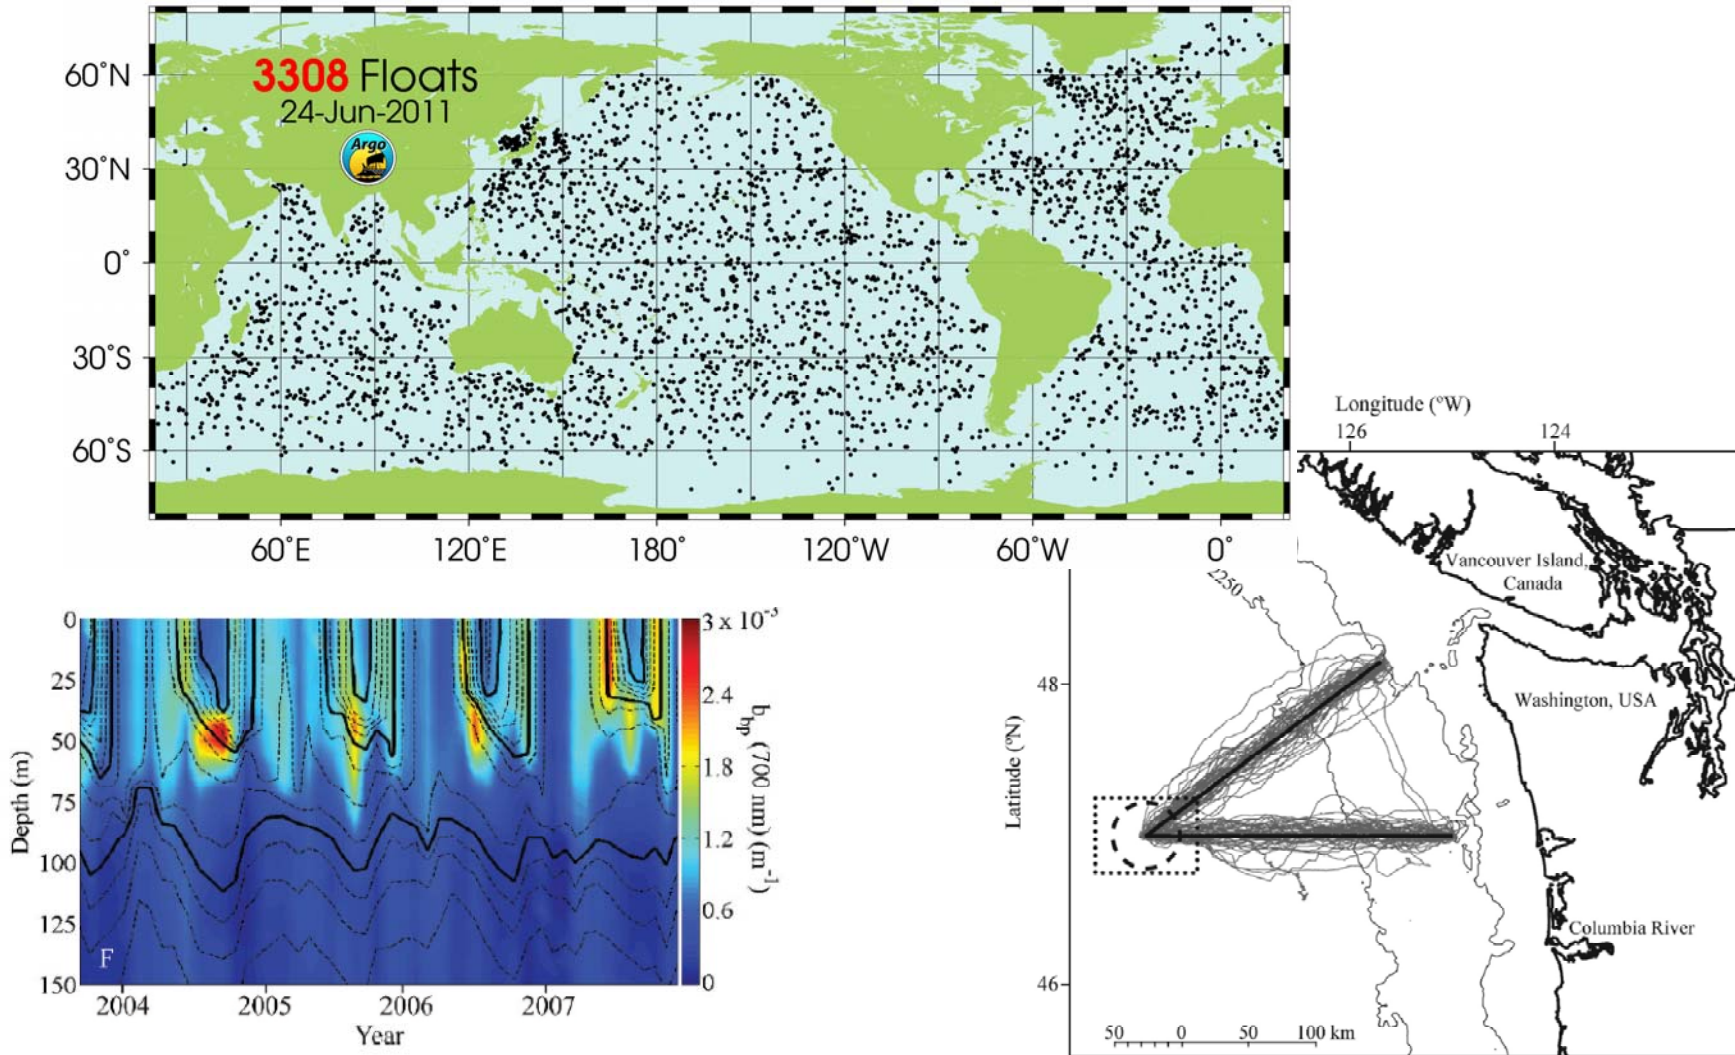 3308 Floats
24-Jun-2011
Argo
60°N
30°N
0°
30°S
60°S
60°E
120°E
180°
120°W
60°W
0°
Longitude (°W)
126
124
Vancouver Island,
Canada
2250
48
Washington, USA
Latitude (°N)
Columbia River
46
50
0
50
100 km
0
25
50
75
100
125
150
Depth (m)
F
2004
2005
2006
2007
Year
3 x 10⁻³
2.4
1.8
1.2
0.6
0
b_bp (700 nm) (m⁻¹)